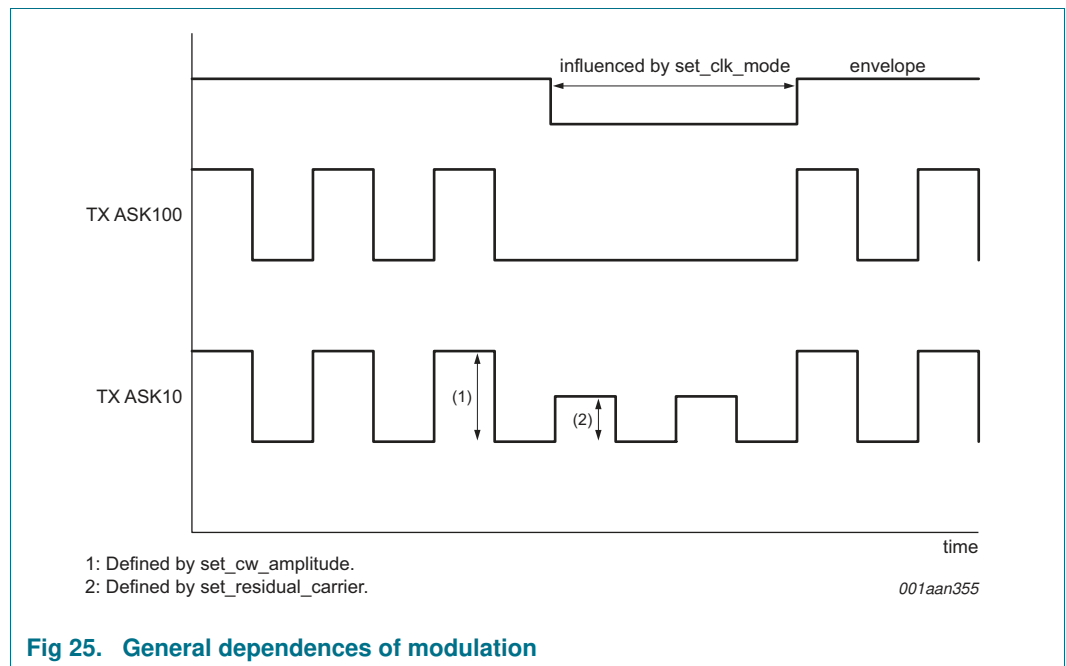 influenced by set_clk_mode
envelope
TX ASK100
TX ASK10
(1)
(2)
time
1: Defined by set_cw_amplitude.
2: Defined by set_residual_carrier.
001aan355
Fig 25. General dependences of modulation